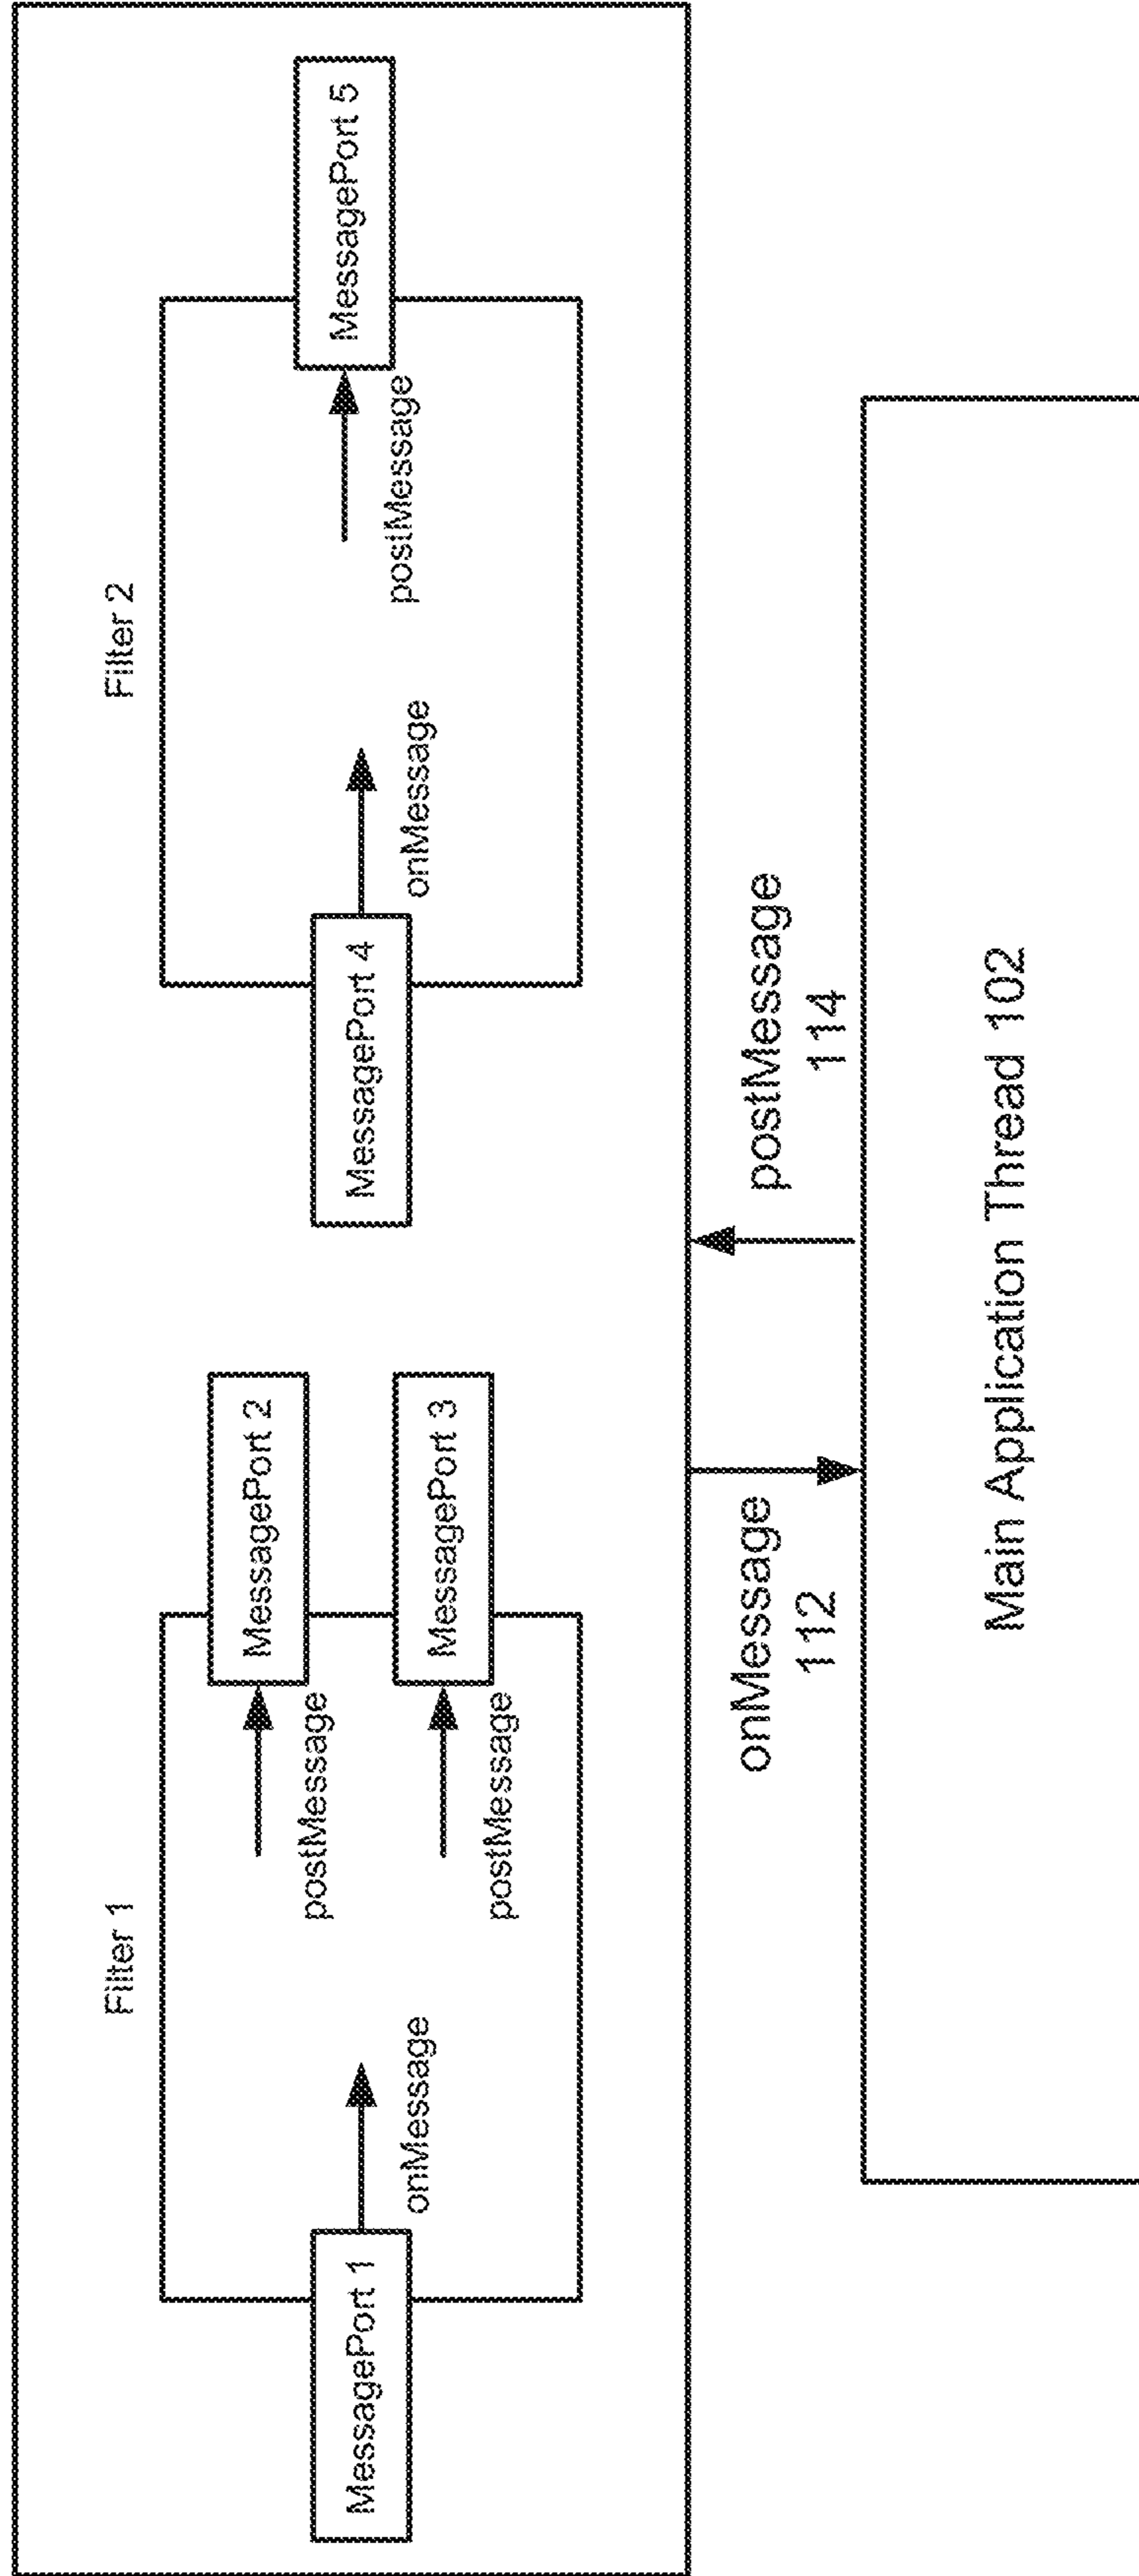 Filter 1
MessagePort 1
onMessage
postMessage
MessagePort 2
postMessage
MessagePort 3
Filter 2
MessagePort 4
onMessage
postMessage
MessagePort 5
onMessage
112
postMessage
114
Main Application Thread 102